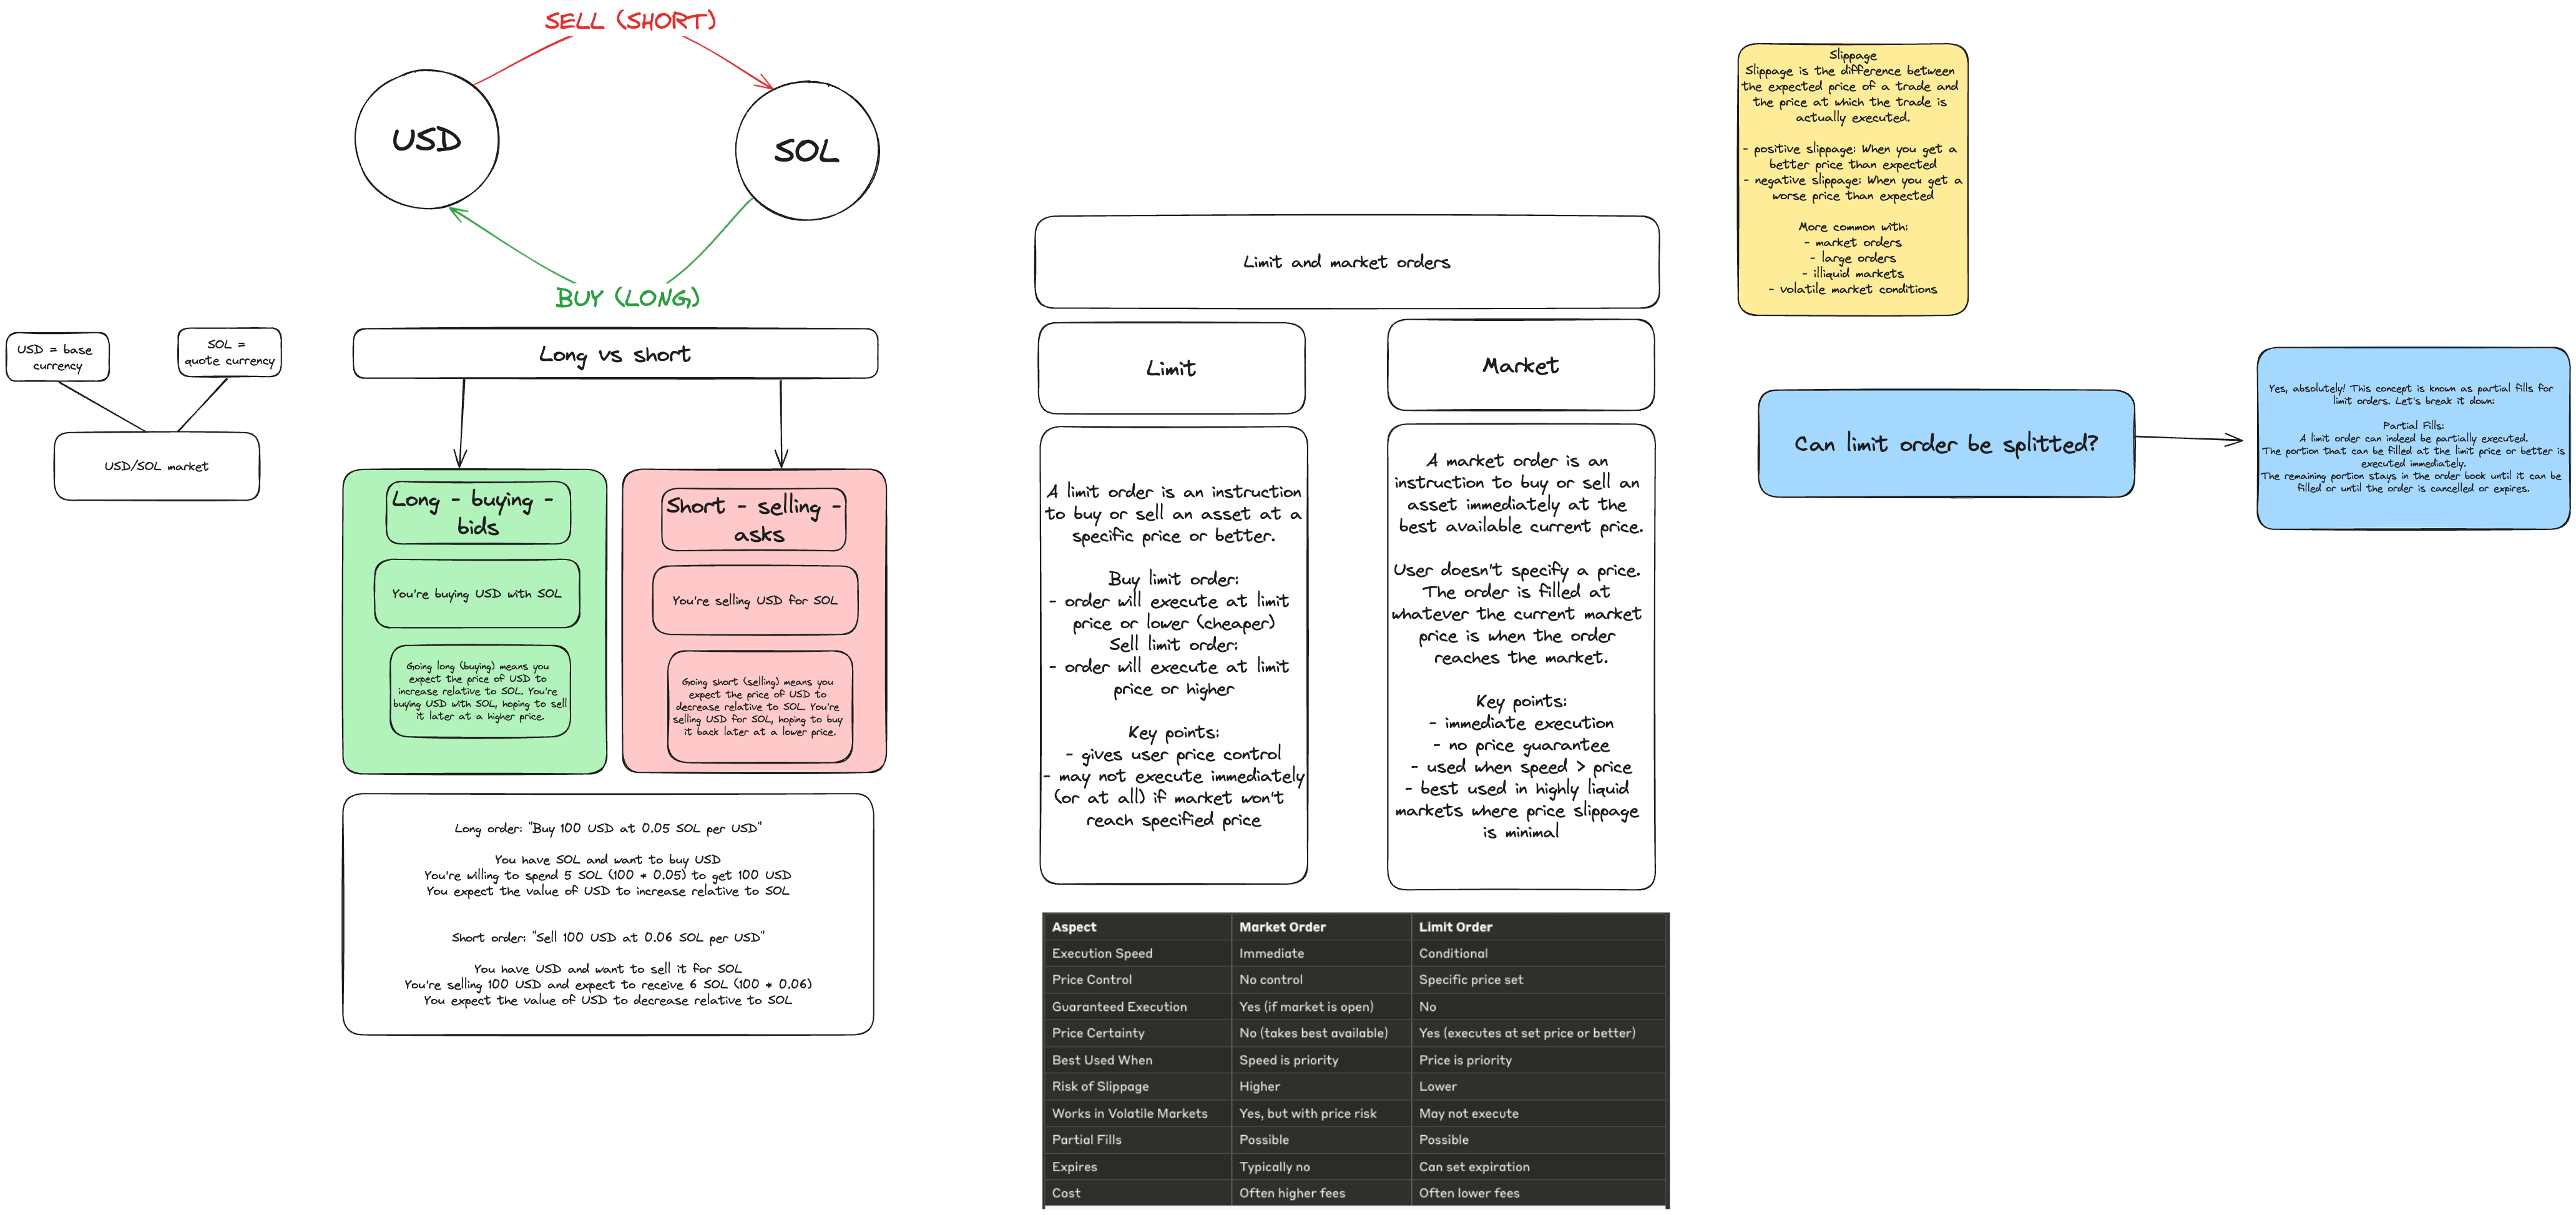 SELL (SHORT)
USD
SOL
BUY (LONG)
USD = base
currency
SOL =
quote currency
USD/SOL market
Long vs short
Long - buying -
bids
You're buying USD with SOL
Going long (buying) means you
expect the price of USD to
increase relative to SOL. You're
buying USD with SOL, hoping to sell
it later at a higher price.
Short - selling -
asks
You're selling USD for SOL
Going short (selling) means you
expect the price of USD to
decrease relative to SOL. You're
selling USD for SOL, hoping to buy
it back later at a lower price.
Long order: "Buy 100 USD at 0.05 SOL per USD"
You have SOL and want to buy USD
You're willing to spend 5 SOL (100 * 0.05) to get 100 USD
You expect the value of USD to increase relative to SOL
Short order: "Sell 100 USD at 0.06 SOL per USD"
You have USD and want to sell it for SOL
You're selling 100 USD and expect to receive 6 SOL (100 * 0.06)
You expect the value of USD to decrease relative to SOL
Limit and market orders
Limit
A limit order is an instruction
to buy or sell an asset at a
specific price or better.
Buy limit order:
- order will execute at limit
price or lower (cheaper)
Sell limit order:
- order will execute at limit
price or higher
Key points:
- gives user price control
- may not execute immediately
(or at all) if market won't
reach specified price
Market
A market order is an
instruction to buy or sell an
asset immediately at the
best available current price.
User doesn't specify a price.
The order is filled at
whatever the current market
price is when the order
reaches the market.
Key points:
- immediate execution
- no price guarantee
- used when speed > price
- best used in highly liquid
markets where price slippage
is minimal
Aspect Market Order Limit Order
Execution Speed Immediate Conditional
Price Control No control Specific price set
Guaranteed Execution Yes (if market is open) No
Price Certainty No (takes best available) Yes (executes at set price or better)
Best Used When Speed is priority Price is priority
Risk of Slippage Higher Lower
Works in Volatile Markets Yes, but with price risk May not execute
Partial Fills Possible Possible
Expires Typically no Can set expiration
Cost Often higher fees Often lower fees
Slippage
Slippage is the difference between
the expected price of a trade and
the price at which the trade is
actually executed.
- positive slippage: When you get a
better price than expected
- negative slippage: When you get a
worse price than expected
More common with:
- market orders
- large orders
- illiquid markets
- volatile market conditions
Can limit order be splitted?
Yes, absolutely! This concept is known as partial fills for
limit orders. Let's break it down:
Partial Fills:
A limit order can indeed be partially executed.
The portion that can be filled at the limit price or better is
executed immediately.
The remaining portion stays in the order book until it can be
filled or until the order is cancelled or expires.